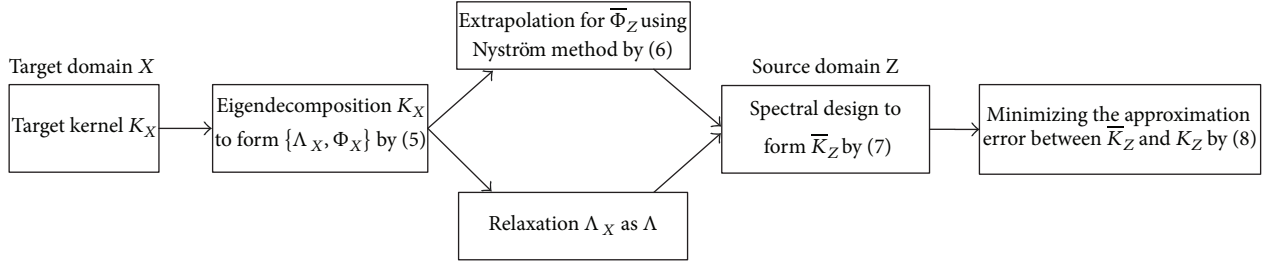 Target domain X
Target kernel K_X
Eigendecomposition K_X
to form {Λ_X, Φ_X} by (5)
Extrapolation for Φ̅_Z using
Nyström method by (6)
Relaxation Λ_X as Λ
Source domain Z
Spectral design to
form K̅_Z by (7)
Minimizing the approximation
error between K̅_Z and K_Z by (8)